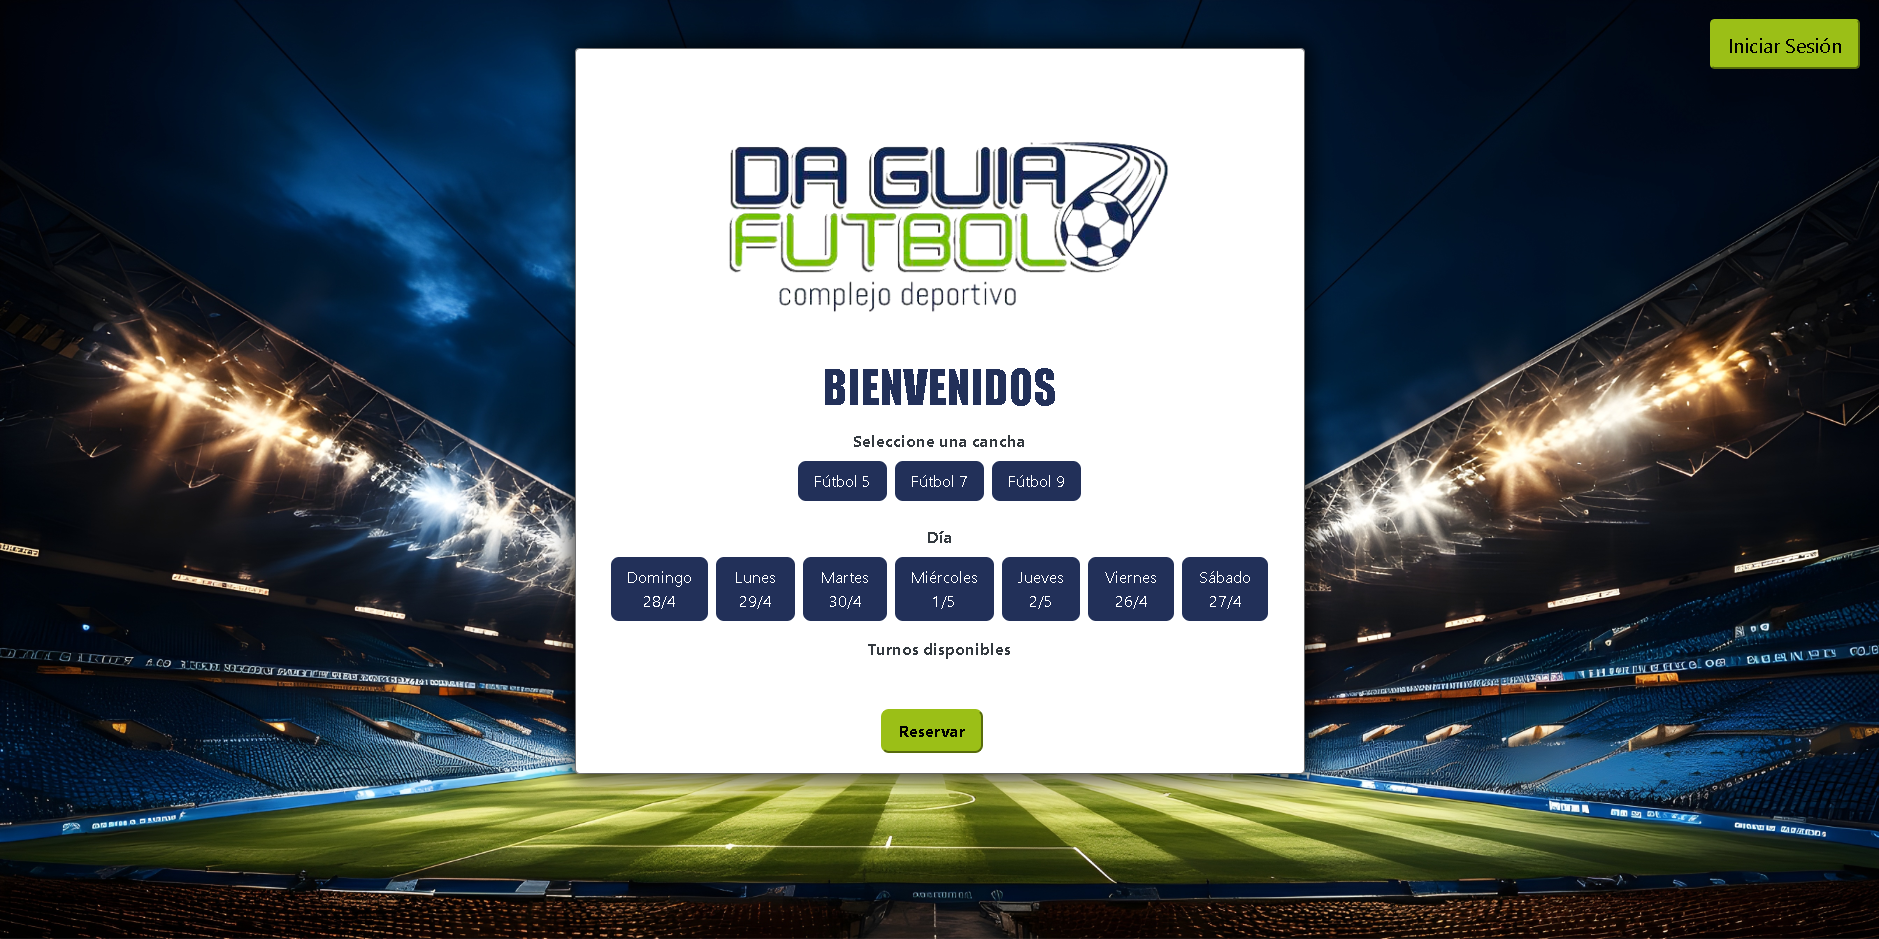 Iniciar Sesión
DA GUIA
FUTBOL
complejo deportivo
BIENVENIDOS
Seleccione una cancha
Fútbol 5 Fútbol 7 Fútbol 9
Día
Domingo Lunes Martes Miércoles Jueves Viernes Sábado
28/4 29/4 30/4 1/5 2/5 26/4 27/4
Turnos disponibles
Reservar